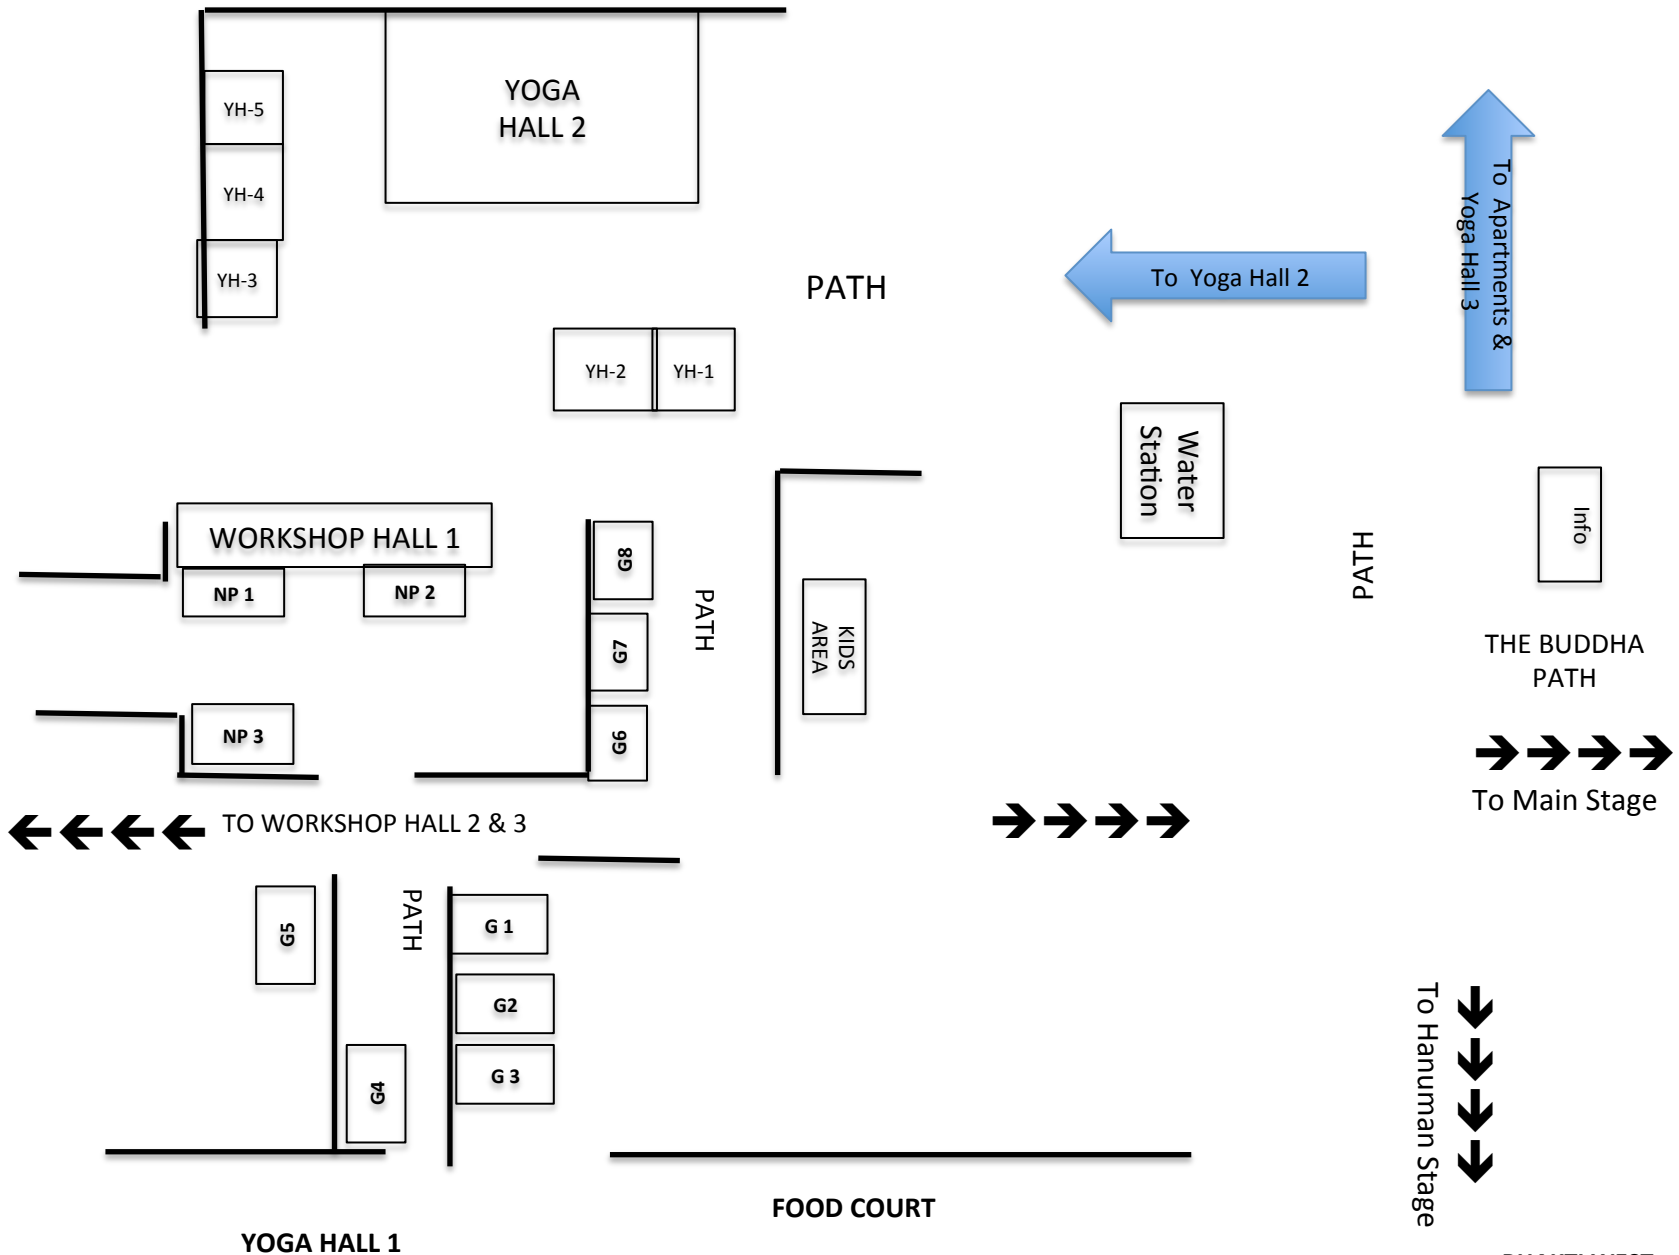 YOGA
HALL 2
YH-5
YH-4
YH-3
PATH
To Yoga Hall 2
To Apartments &
Yoga Hall 3
YH-2
YH-1
Water
Station
Info
WORKSHOP HALL 1
NP 1
NP 2
G8
G7
G6
PATH
KIDS
AREA
PATH
THE BUDDHA
PATH
NP 3
To Main Stage
TO WORKSHOP HALL 2 & 3
G5
PATH
G 1
G2
G 3
G4
To Hanuman Stage
FOOD COURT
YOGA HALL 1